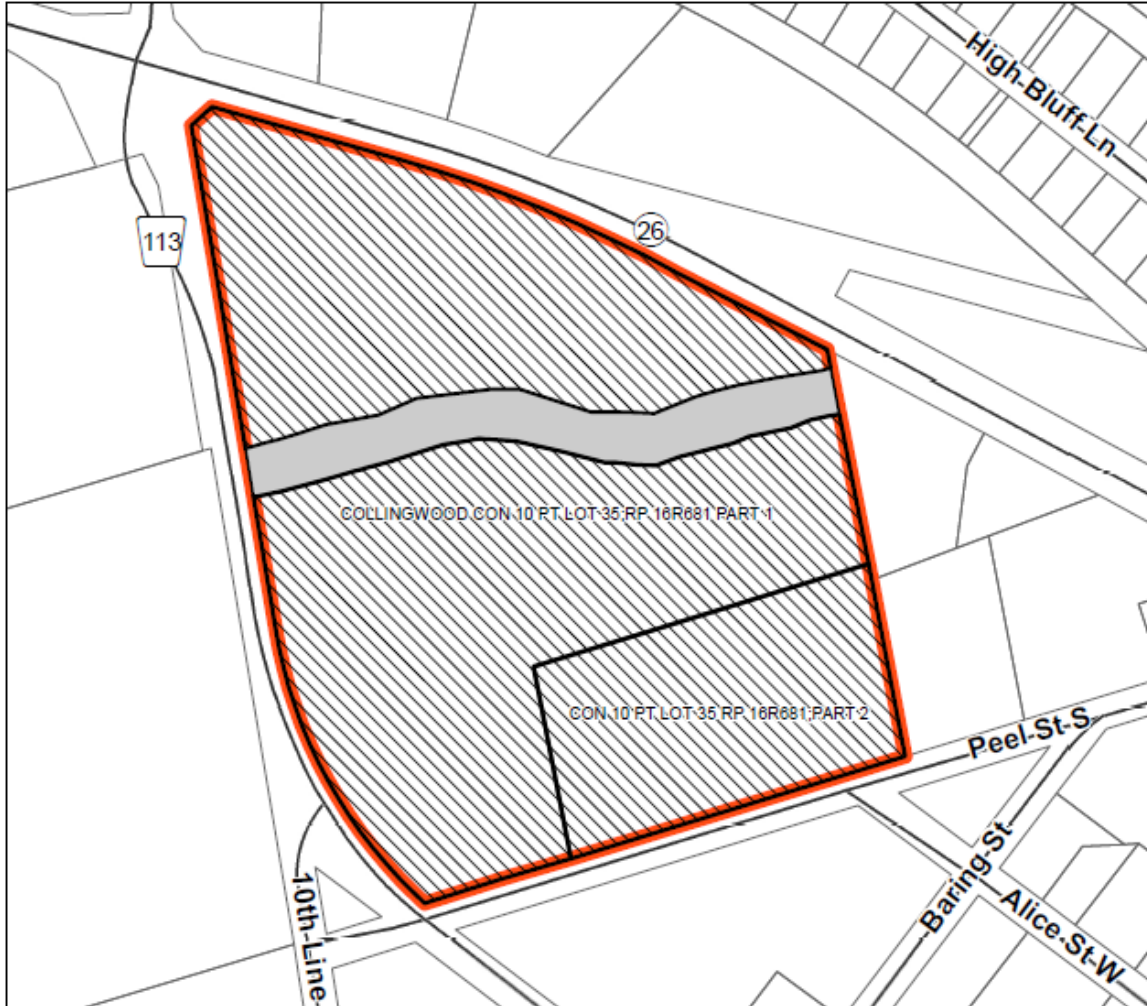 High-Bluff-Ln
113
26
COLLINGWOOD CON 10 PT LOT 35 RP 16R681 PART 1
CON 10 PT LOT 35 RP 16R681 PART 2
Peel-St-S
Baring-St
Alice-St-W
10th-Line